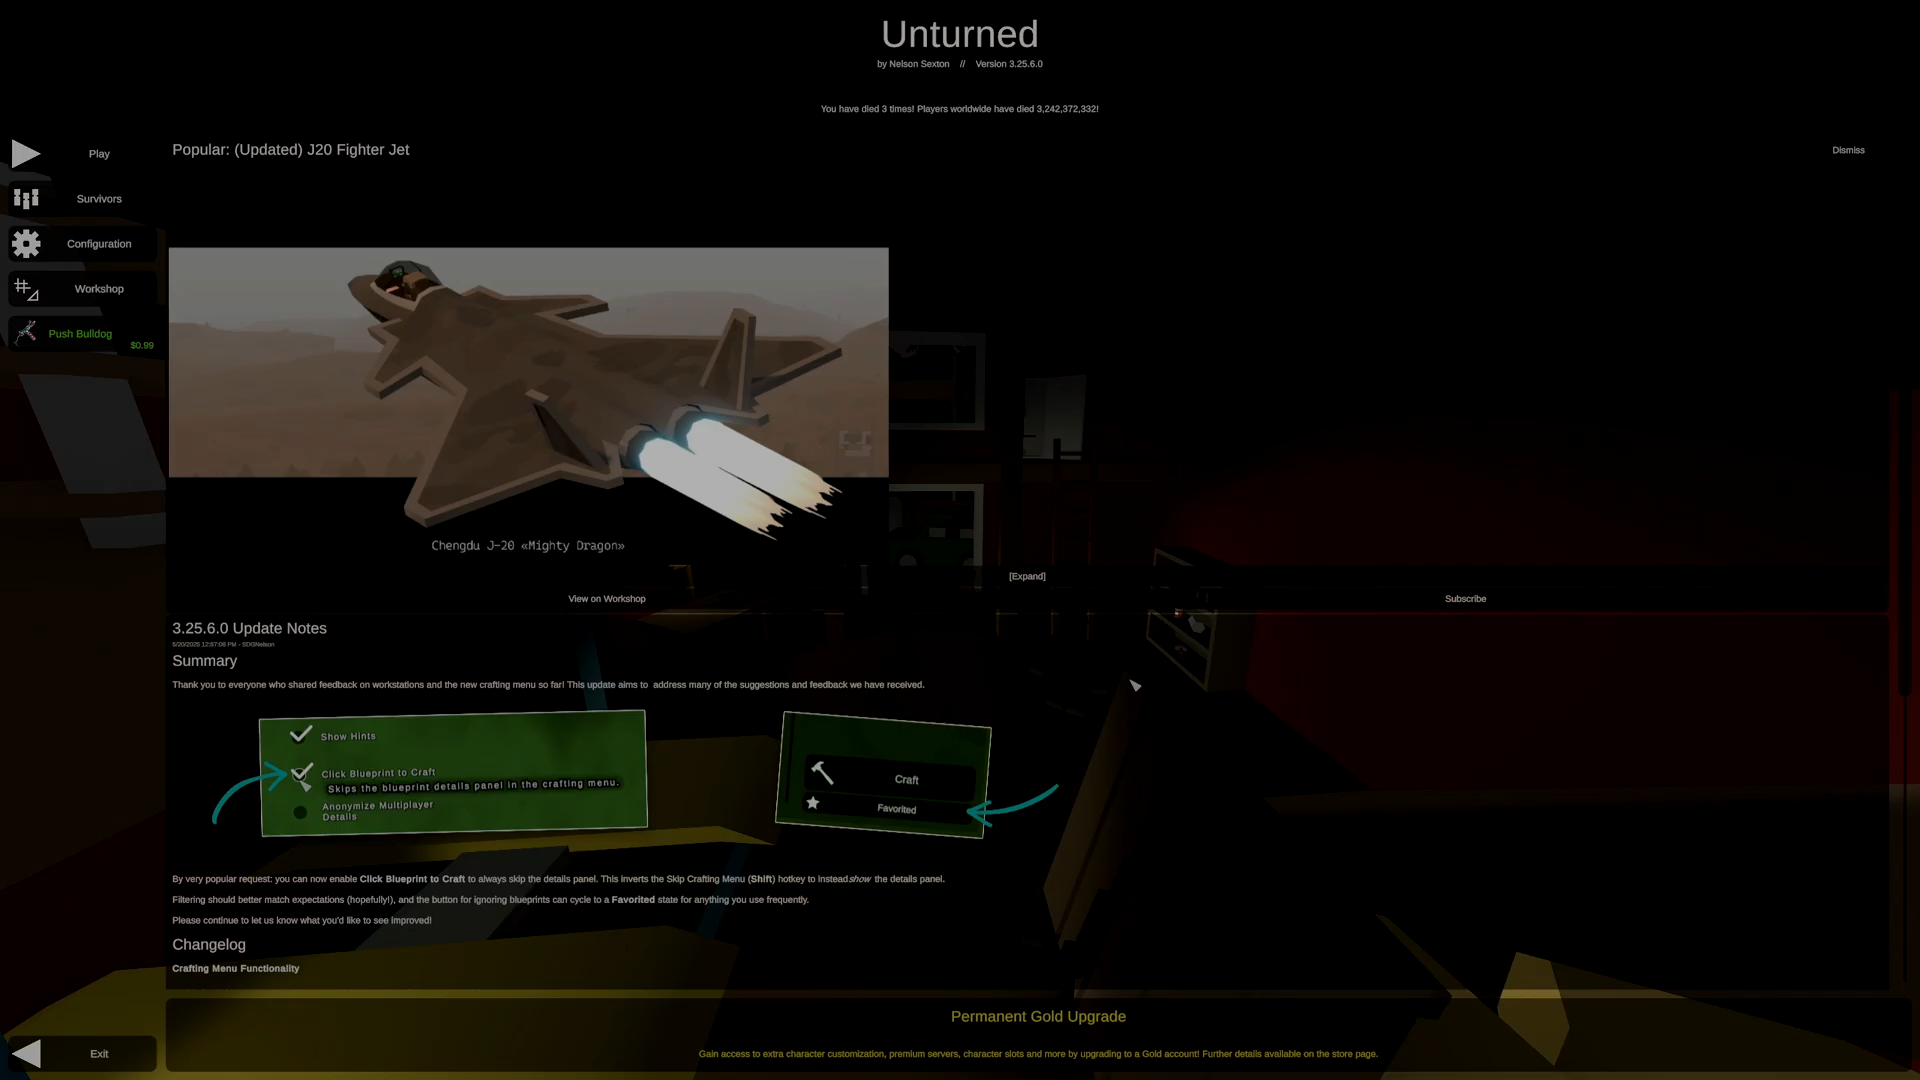 Unturned
by Nelson Sexton // Version 3.25.6.0
You have died 3 times! Players worldwide have died 3,242,372,332!
Play
Survivors
Configuration
Workshop
Push Bulldog
$0.99
Popular: (Updated) J20 Fighter Jet
Dismiss
Chengdu J-20 «Mighty Dragon»
[Expand]
View on Workshop
Subscribe
3.25.6.0 Update Notes
5/20/2025 12:57:08 PM - SDGNelson
Summary
Thank you to everyone who shared feedback on workstations and the new crafting menu so far! This update aims to address many of the suggestions and feedback we have received.
Show Hints
Click Blueprint to Craft
Skips the blueprint details panel in the crafting menu.
Anonymize Multiplayer
Details
Craft
Favorited
By very popular request: you can now enable Click Blueprint to Craft to always skip the details panel. This inverts the Skip Crafting Menu (Shift) hotkey to instead show the details panel.
Filtering should better match expectations (hopefully!), and the button for ignoring blueprints can cycle to a Favorited state for anything you use frequently.
Please continue to let us know what you'd like to see improved!
Changelog
Crafting Menu Functionality
Permanent Gold Upgrade
Gain access to extra character customization, premium servers, character slots and more by upgrading to a Gold account! Further details available on the store page.
Exit